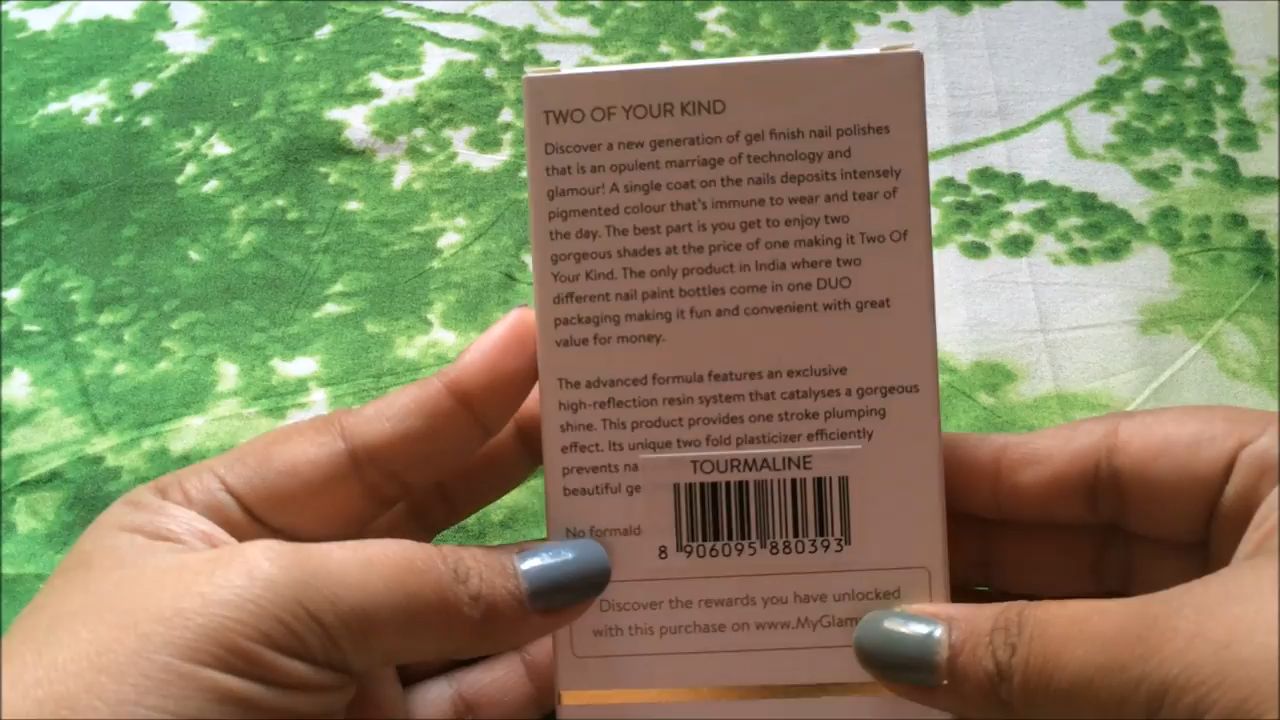 TWO OF YOUR KIND
Discover a new generation of gel finish nail polishes
that is an opulent marriage of technology and
glamour! A single coat on the nails deposits intensely
pigmented colour that's immune to wear and tear of
the day. The best part is you get to enjoy two
gorgeous shades at the price of one making it Two Of
Your Kind. The only product in India where two
different nail paint bottles come in one DUO
packaging making it fun and convenient with great
value for money.
The advanced formula features an exclusive
high-reflection resin system that catalyses a gorgeous
shine. This product provides one stroke plumping
effect. Its unique two fold plasticizer efficiently
prevents na
beautiful ge
No formald
TOURMALINE
8 906095 880393
Discover the rewards you have unlocked
with this purchase on www.MyGlam